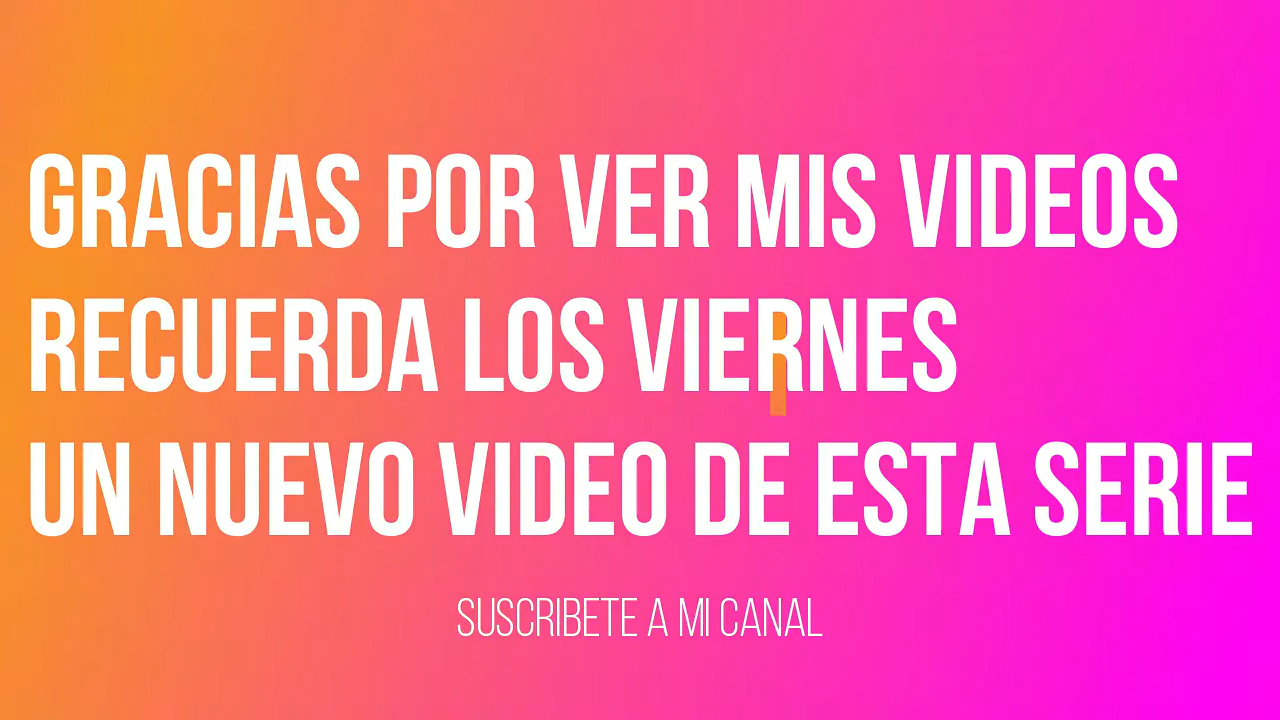 GRACIAS POR VER MIS VIDEOS
RECUERDA LOS VIERNES
UN NUEVO VIDEO DE ESTA SERIE
SUSCRIBETE A MI CANAL